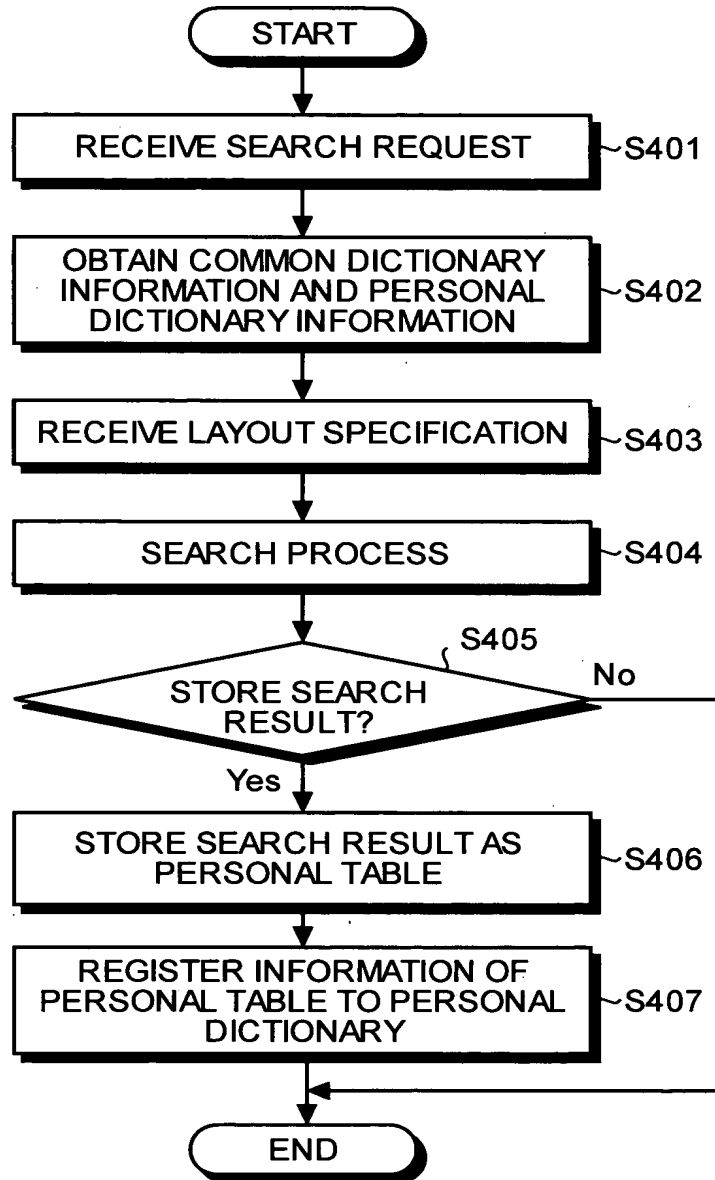 START
RECEIVE SEARCH REQUEST
S401
OBTAIN COMMON DICTIONARY
INFORMATION AND PERSONAL
DICTIONARY INFORMATION
S402
RECEIVE LAYOUT SPECIFICATION
S403
SEARCH PROCESS
S404
S405
STORE SEARCH
RESULT?
No
Yes
STORE SEARCH RESULT AS
PERSONAL TABLE
S406
REGISTER INFORMATION OF
PERSONAL TABLE TO PERSONAL
DICTIONARY
S407
END